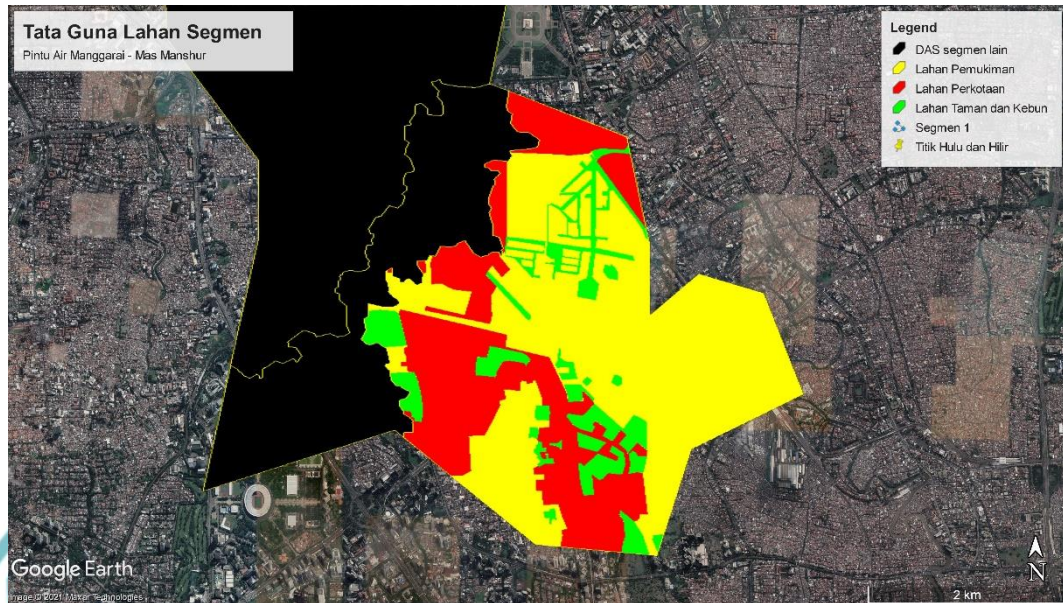 Tata Guna Lahan Segmen
Pintu Air Manggarai - Mas Manshur
Legend
DAS segmen lain
Lahan Pemukiman
Lahan Perkotaan
Lahan Taman dan Kebun
Segmen 1
Titik Hulu dan Hilir
Google Earth
Image © 2021 Maxar Technologies
N
2 km